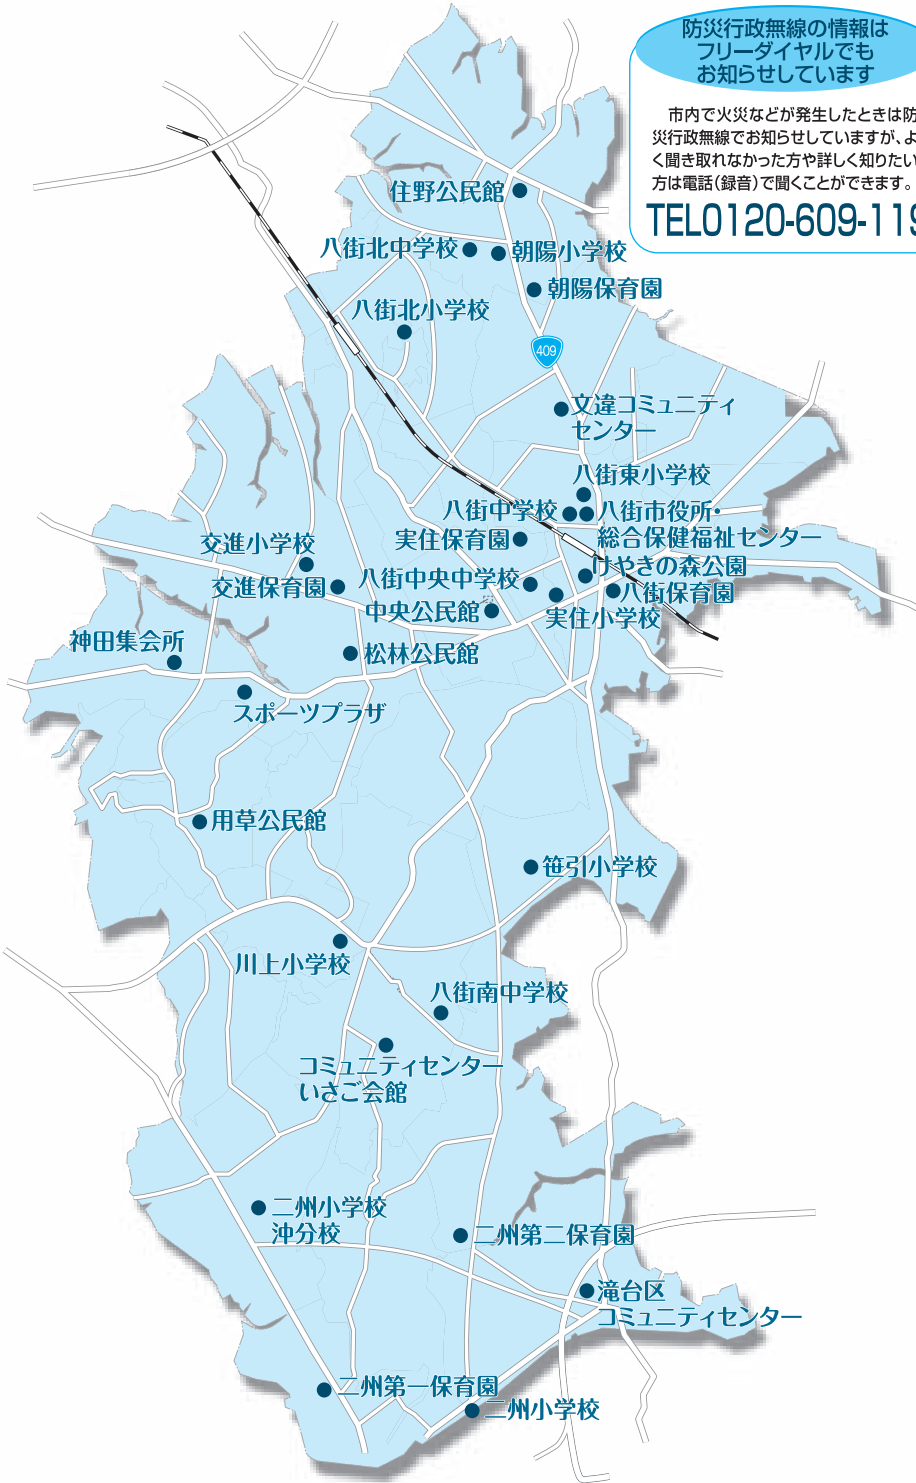 防災行政無線の情報は
フリーダイヤルでも
お知らせしています
市内で火災などが発生したときは防
災行政無線でお知らせしていますが、よ
く聞き取れなかった方や詳しく知りたい
方は電話(録音)で聞くことができます。
TEL0120-609-119
住野公民館
八街北中学校
朝陽小学校
朝陽保育園
八街北小学校
409
文違コミュニティ
センター
八街東小学校
八街中学校
八街市役所・
総合保健福祉センター
実住保育園
けやきの森公園
交進小学校
交進保育園
八街中央中学校
八街保育園
中央公民館
実住小学校
神田集会所
松林公民館
スポーツプラザ
用草公民館
笹引小学校
川上小学校
八街南中学校
コミュニティセンター
いさご会館
二州小学校
沖分校
二州第二保育園
滝台区
コミュニティセンター
二州第一保育園
二州小学校